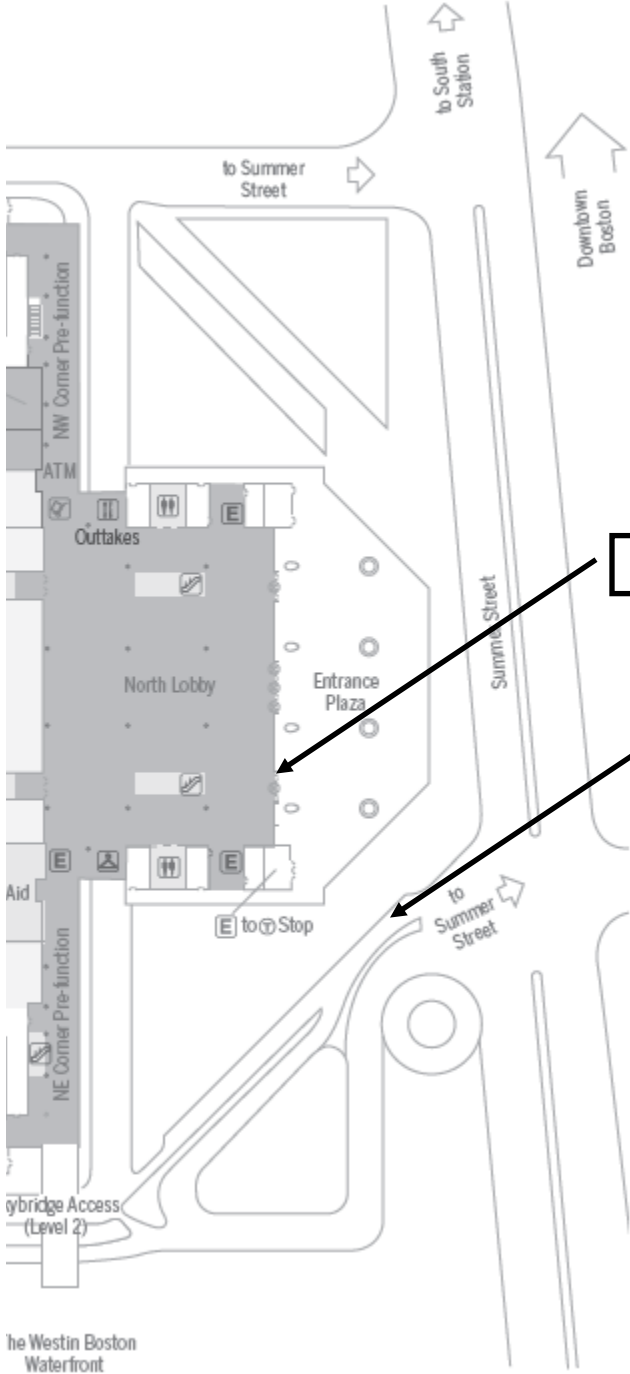 to South
Station
to Summer
Street
Downtown
Boston
NW Corner Pre-function
ATM
Outtakes
E
Summer Street
North Lobby
Entrance
Plaza
E
E
Aid
to
Summer
Street
E to T Stop
NE Corner Pre-function
kybridge Access
(Level 2)
he Westin Boston
Waterfront